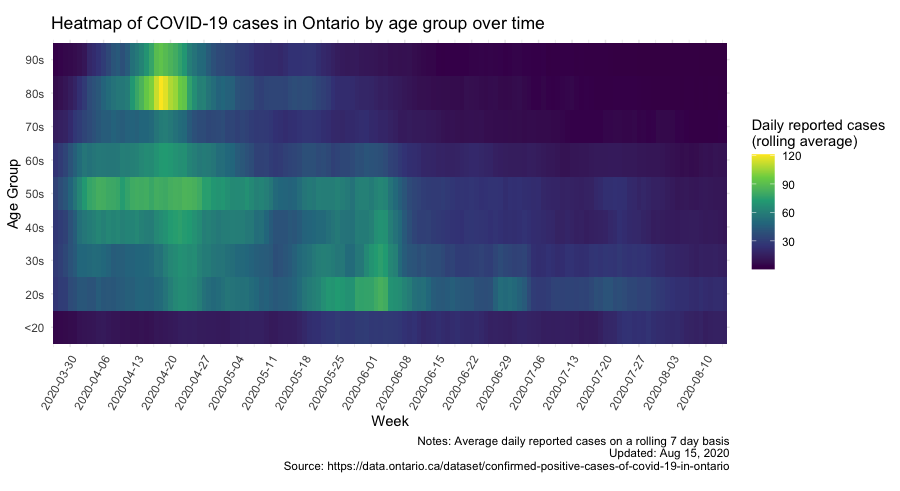 Heatmap of COVID-19 cases in Ontario by age group over time
Age Group
90s
80s
70s
60s
50s
40s
30s
20s
<20
2020-03-30
2020-04-06
2020-04-13
2020-04-20
2020-04-27
2020-05-04
2020-05-11
2020-05-18
2020-05-25
2020-06-01
2020-06-08
2020-06-15
2020-06-22
2020-06-29
2020-07-06
2020-07-13
2020-07-20
2020-07-27
2020-08-03
2020-08-10
Week
Daily reported cases
(rolling average)
120
90
60
30
Notes: Average daily reported cases on a rolling 7 day basis
Updated: Aug 15, 2020
Source: https://data.ontario.ca/dataset/confirmed-positive-cases-of-covid-19-in-ontario